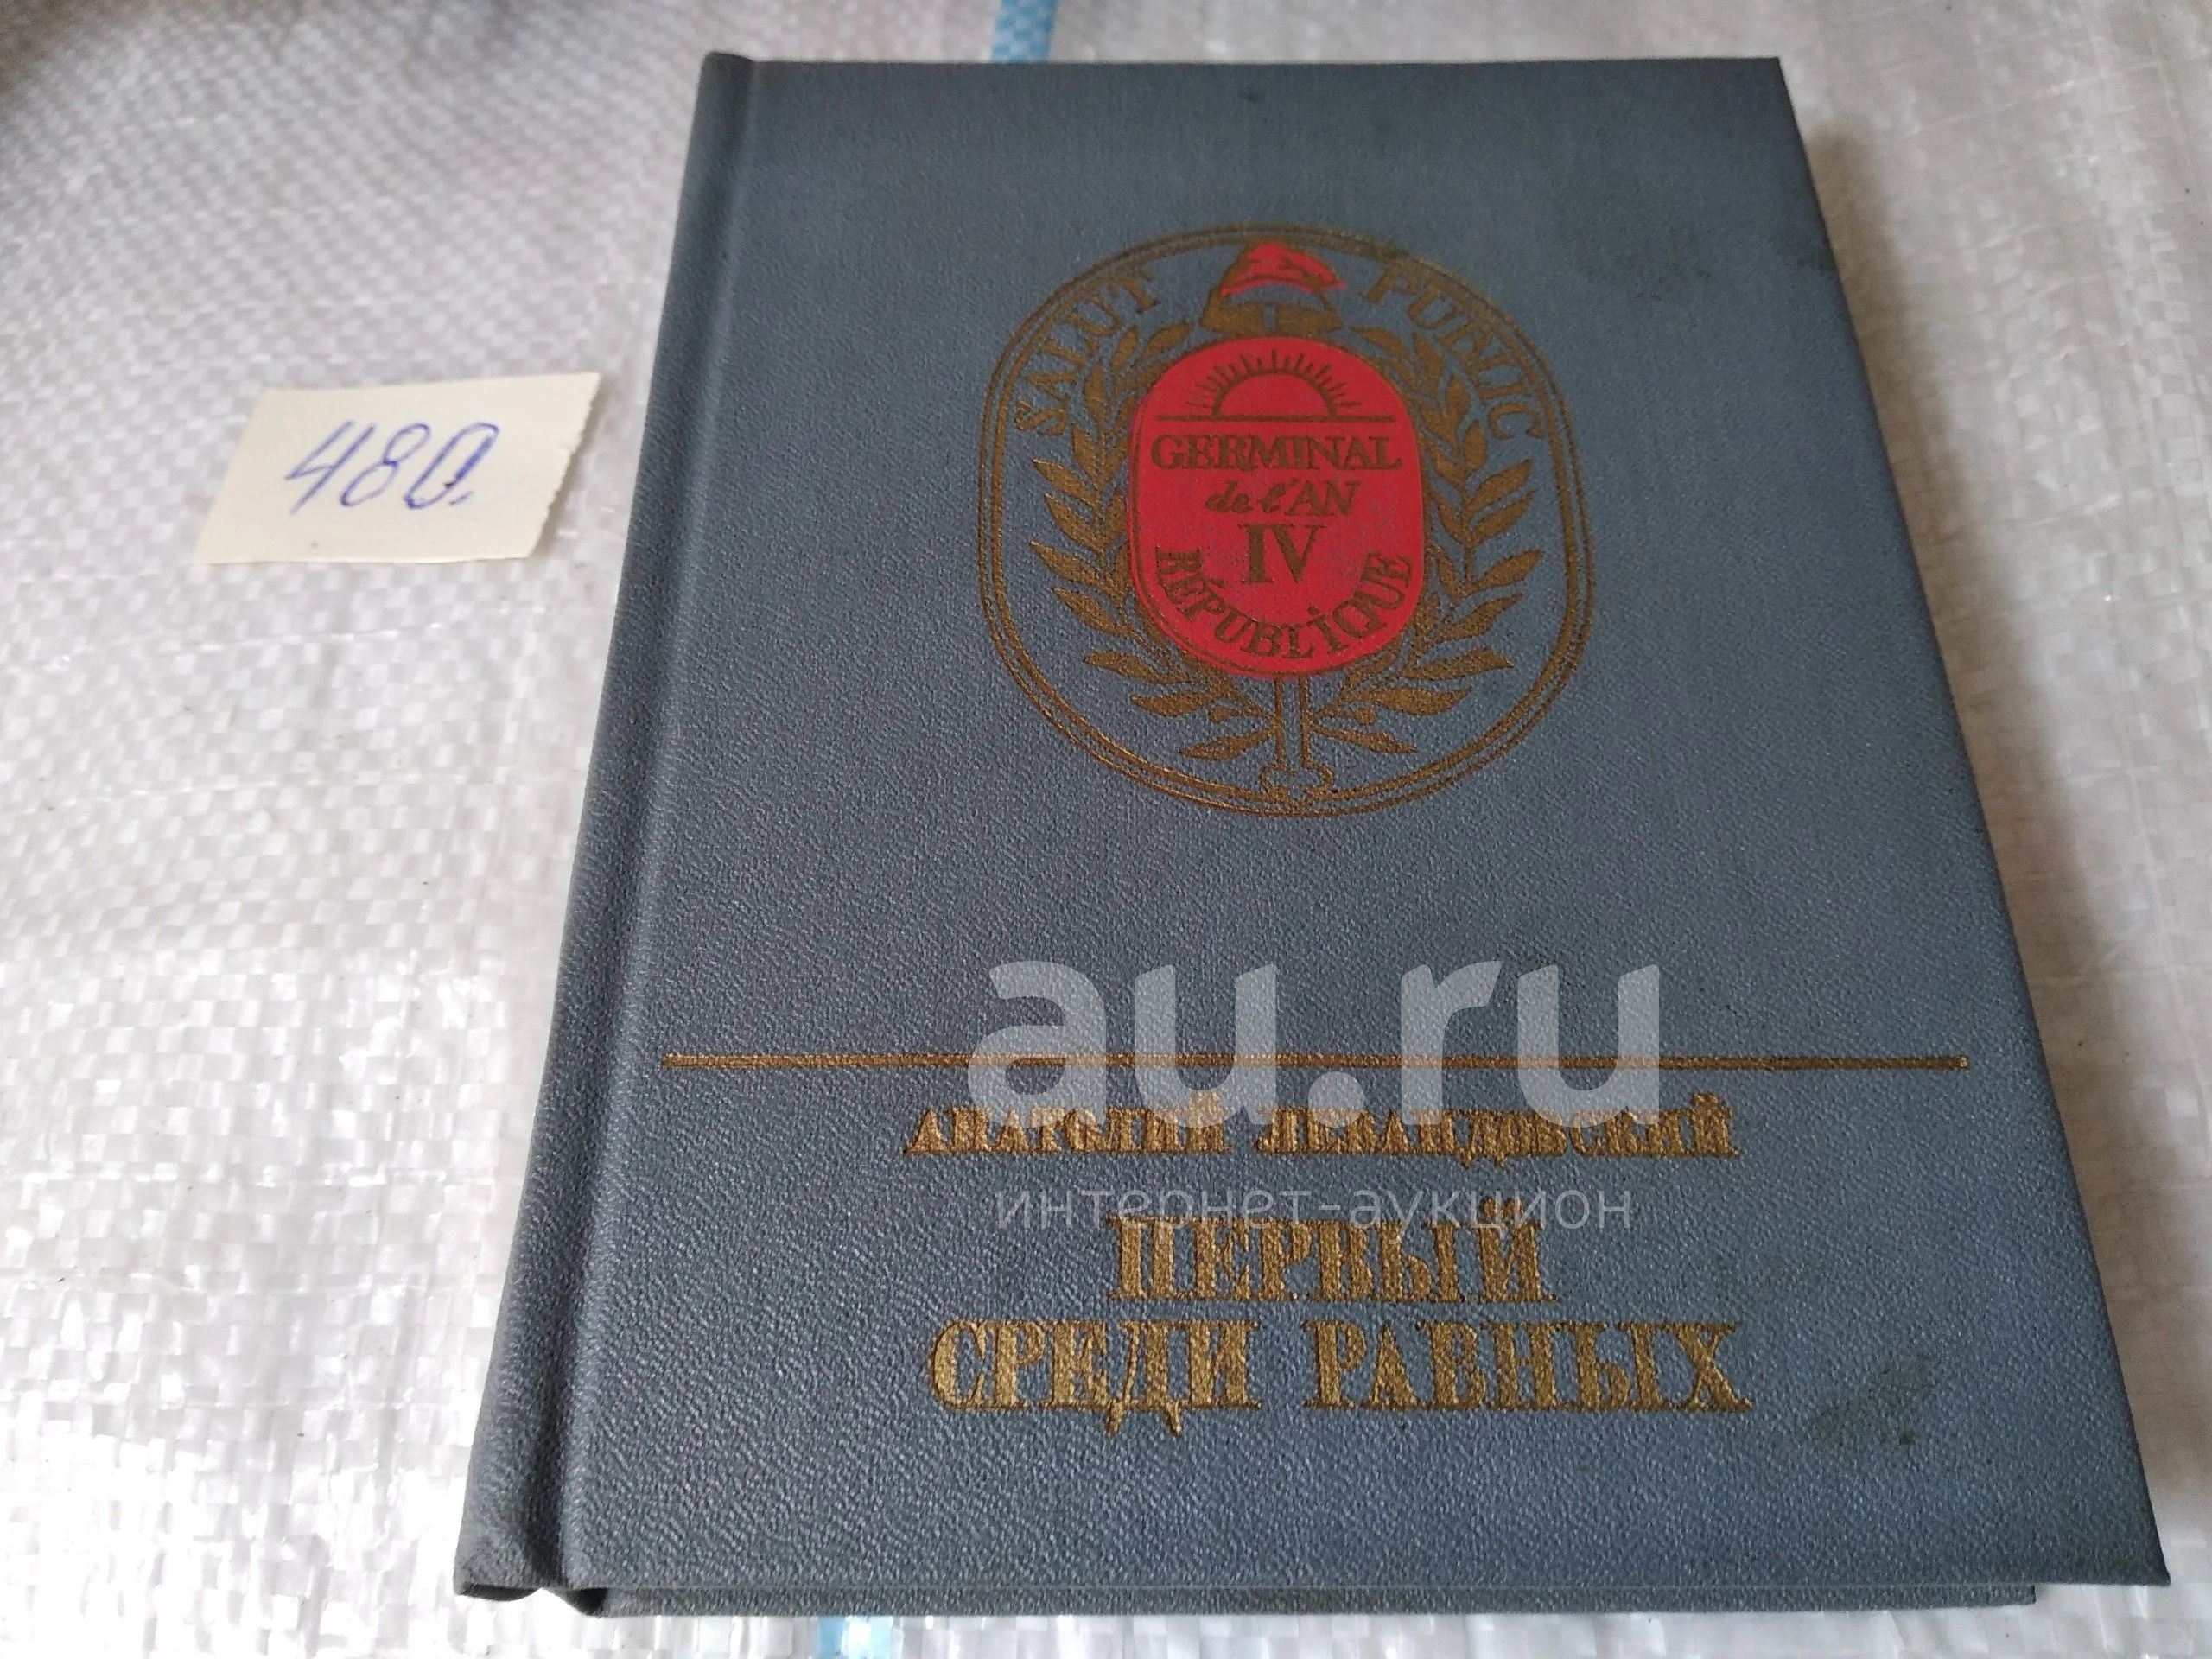 480.
SALUT PUBLIC
GERMINAL
de l'AN
IV
RÉPUBLIQUE
au.ru
АНАТОЛИЙ ЛЕВАНДОВСКИЙ
интернет-аукцион
ПЕРВЫЙ
СРЕДИ РАВНЫХ